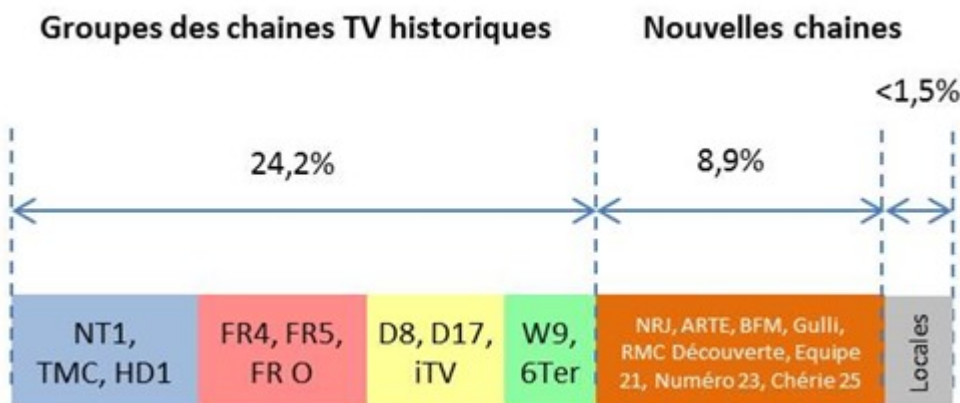 Groupes des chaines TV historiques
Nouvelles chaines
<1,5%
24,2%
8,9%
NT1,
TMC, HD1
FR4, FR5,
FR O
D8, D17,
iTV
W9,
6Ter
NRJ, ARTE, BFM, Gulli,
RMC Découverte, Equipe
21, Numéro 23, Chérie 25
Locales